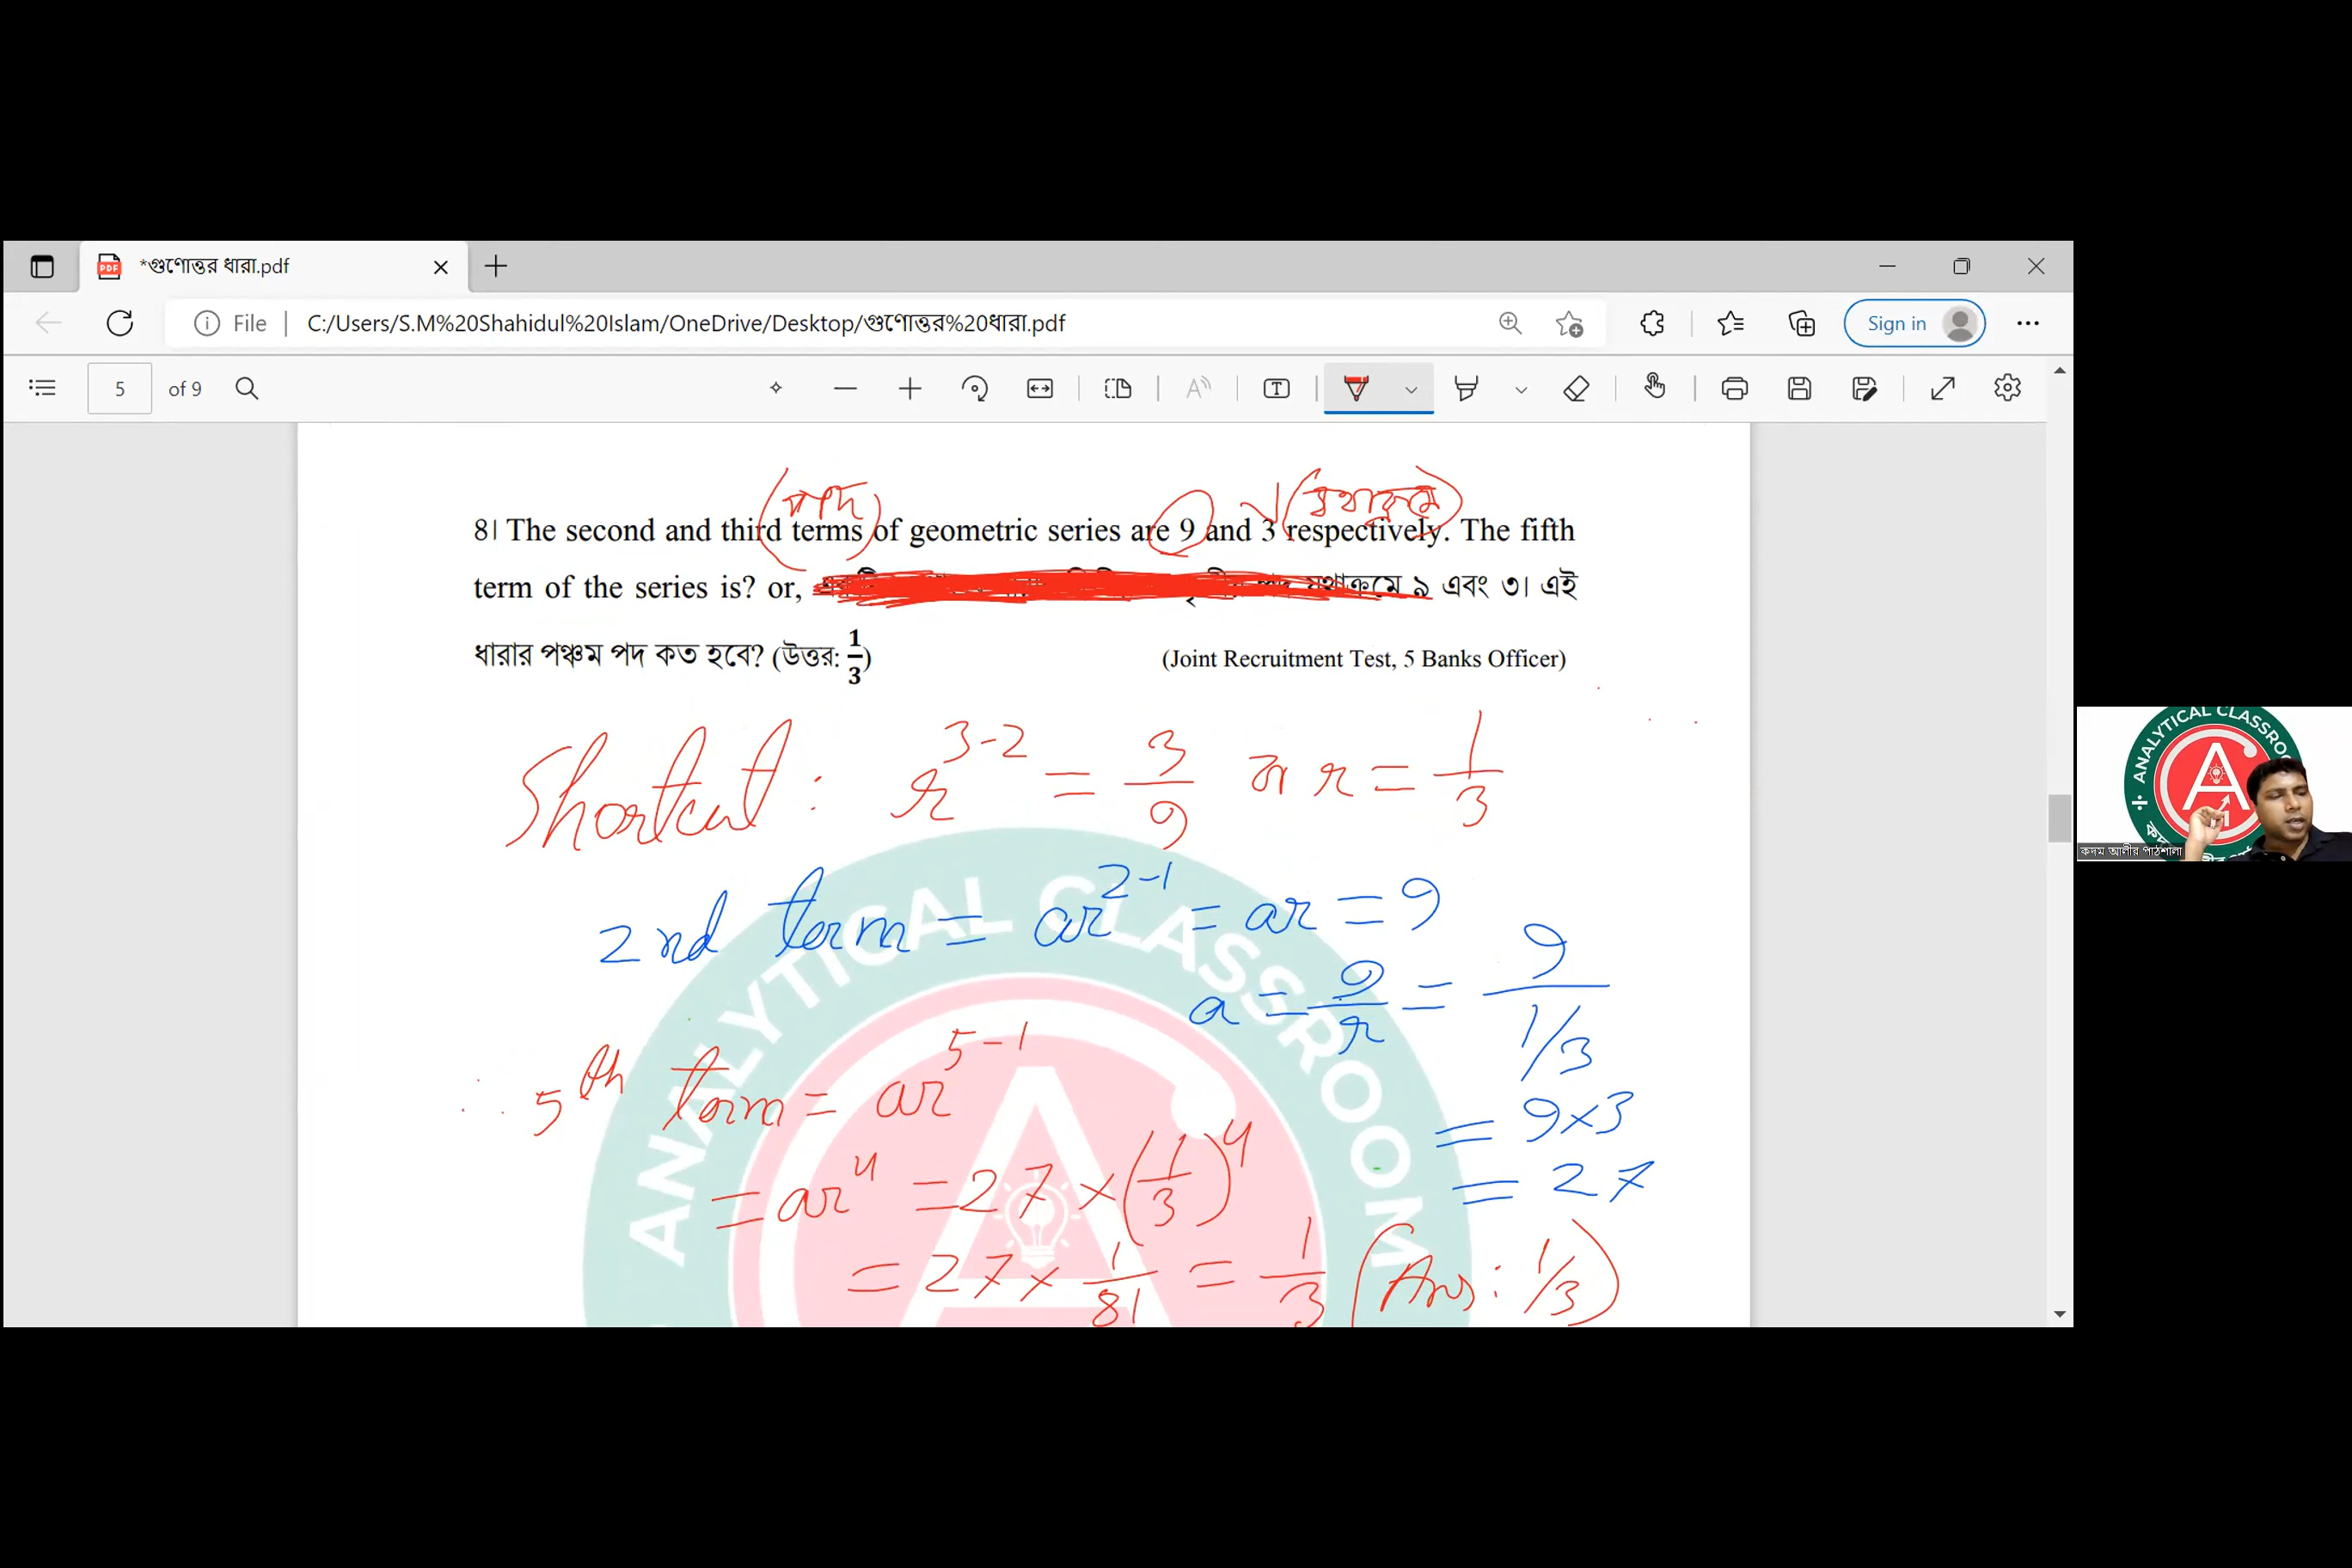 *গুণোত্তর ধারা.pdf
File
C:/Users/S.M%20Shahidul%20Islam/OneDrive/Desktop/গুণোত্তর%20ধারা.pdf
Sign in
5 of 9
(পদ) (যথাক্রমে)
8। The second and third terms of geometric series are 9 and 3 respectively. The fifth
term of the series is? or, যথাক্রমে ৯ এবং ৩। এই
ধারার পঞ্চম পদ কত হবে? (উত্তর: 1/3) (Joint Recruitment Test, 5 Banks Officer)
Shortcut : r^3-2 = 3/9 বা r = 1/3
2nd term = ar^2-1 = ar = 9
a = 9/r = 9/1/3
= 9×3
= 27
∴ 5th term = ar^5-1
= ar^4 = 27 × (1/3)^4
= 27 × 1/81 = 1/3 (Ans : 1/3)
ANALYTICAL CLASSROOM
ANALYTICAL CLASSROO
কদম আলীর পাঠশালা